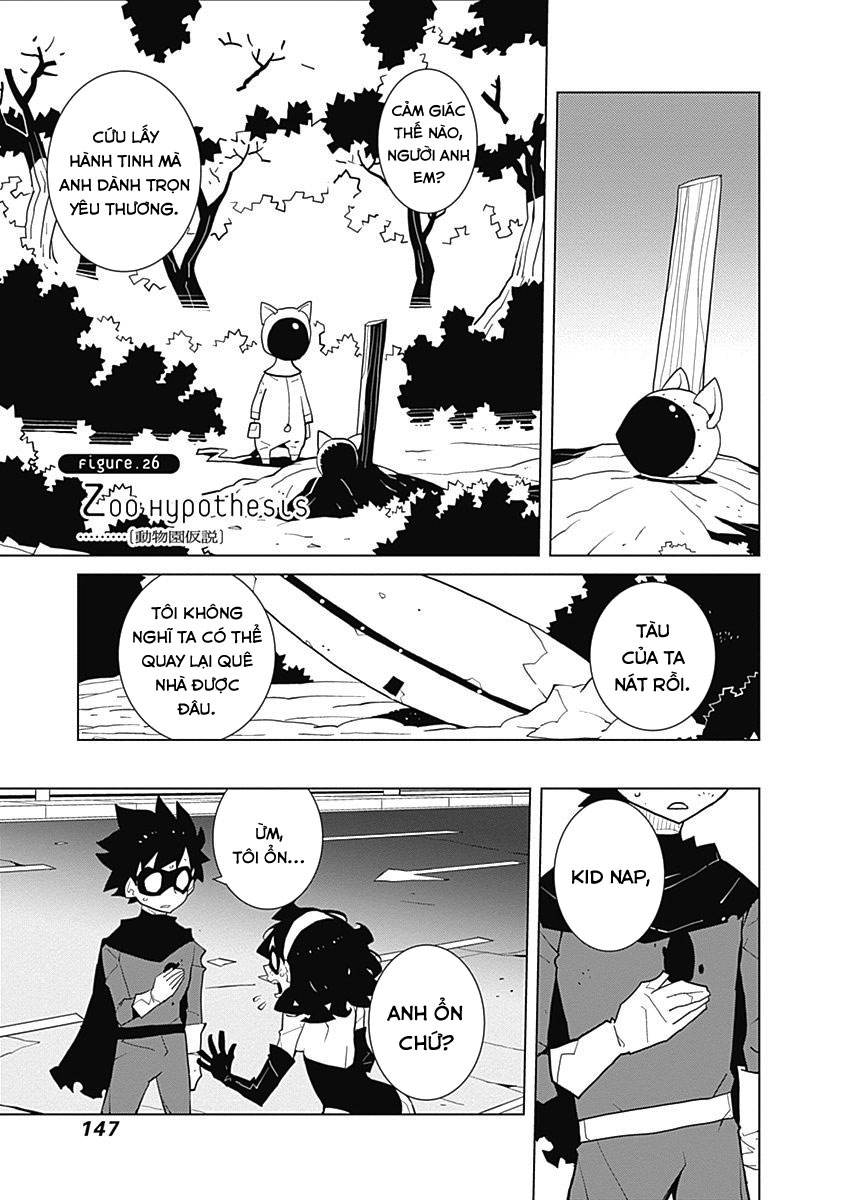 CẢM GIÁC
THẾ NÀO,
NGƯỜI ANH
EM?
CỨU LẤY
HÀNH TINH MÀ
ANH DÀNH TRỌN
YÊU THƯƠNG.
Figure.26
Zoo Hypothesis
[動物園仮説]
TÀU
CỦA TA
NÁT RỒI.
TÔI KHÔNG
NGHĨ TA CÓ THỂ
QUAY LẠI QUÊ
NHÀ ĐƯỢC
ĐÂU.
KID NAP,
ANH ỔN
CHỨ?
ỪM,
TÔI ỔN...
147